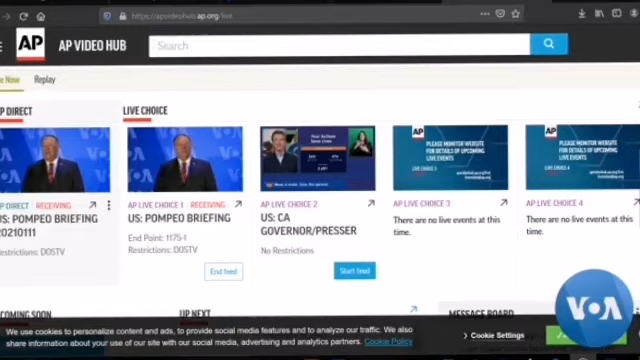 https://apvideohub.ap.org/live
AP
AP VIDEO HUB
Search
Now
Replay
DIRECT
LIVE CHOICE
AP
PLEASE MONITOR WEBSITE
FOR DETAILS OF UPCOMING
LIVE EVENTS
LIVE CHOICE 3
AP
PLEASE MONITOR WEBSITE
FOR DETAILS OF UPCOMING
LIVE EVENTS
LIVE CHOICE 4
DIRECT RECEIVING
US: POMPEO BRIEFING
20210111
estrictions: DOSTV
AP LIVE CHOICE 1 RECEIVING
US: POMPEO BRIEFING
End Point: 1175-1
Restrictions: DOSTV
End feed
AP LIVE CHOICE 2
US: CA
GOVERNOR/PRESSER
No Restrictions
Start feed
AP LIVE CHOICE 3
There are no live events at this
time.
AP LIVE CHOICE 4
There are no live events at this
time.
COMING SOON
UP NEXT
MESSAGE BOARD
We use cookies to personalize content and ads, to provide social media features and to analyze our traffic. We also
share information about your use of our site with our social media, advertising and analytics partners. Cookie Policy
Cookie Settings
VOA